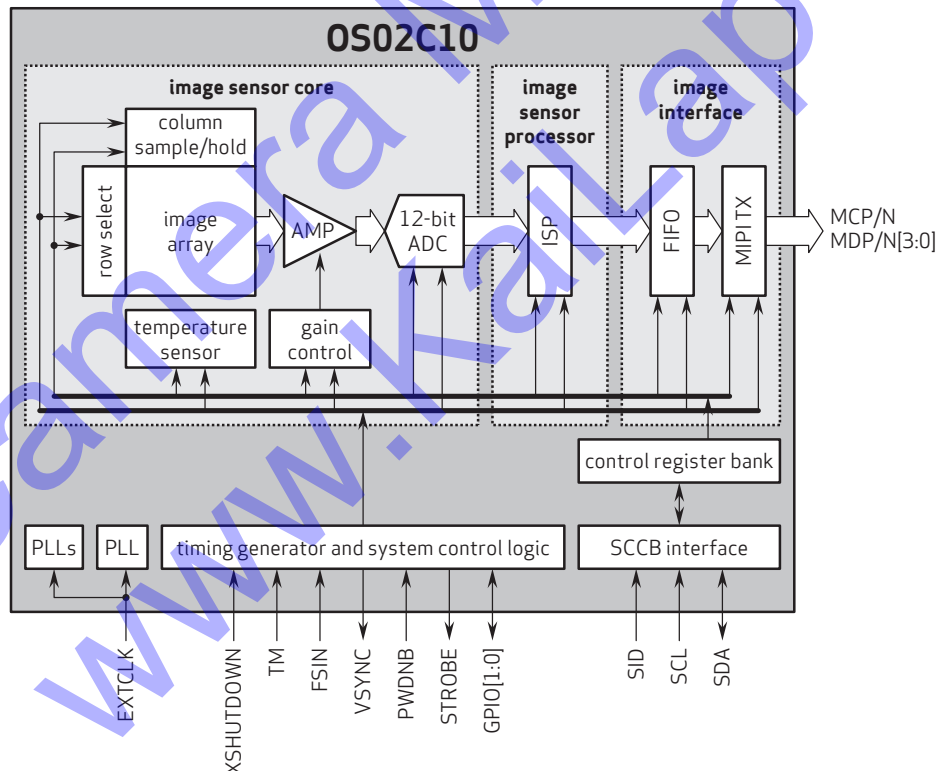 OS02C10
image sensor core
image
sensor
processor
image
interface
column
sample/hold
row select
image
array
AMP
12-bit
ADC
ISP
FIFO
MIPI TX
MCP/N
MDP/N[3:0]
temperature
sensor
gain
control
control register bank
PLLs
PLL
timing generator and system control logic
SCCB interface
EXTCLK
XSHUTDOWN
TM
FSIN
VSYNC
PWDNB
STROBE
GPIO[1:0]
SID
SCL
SDA